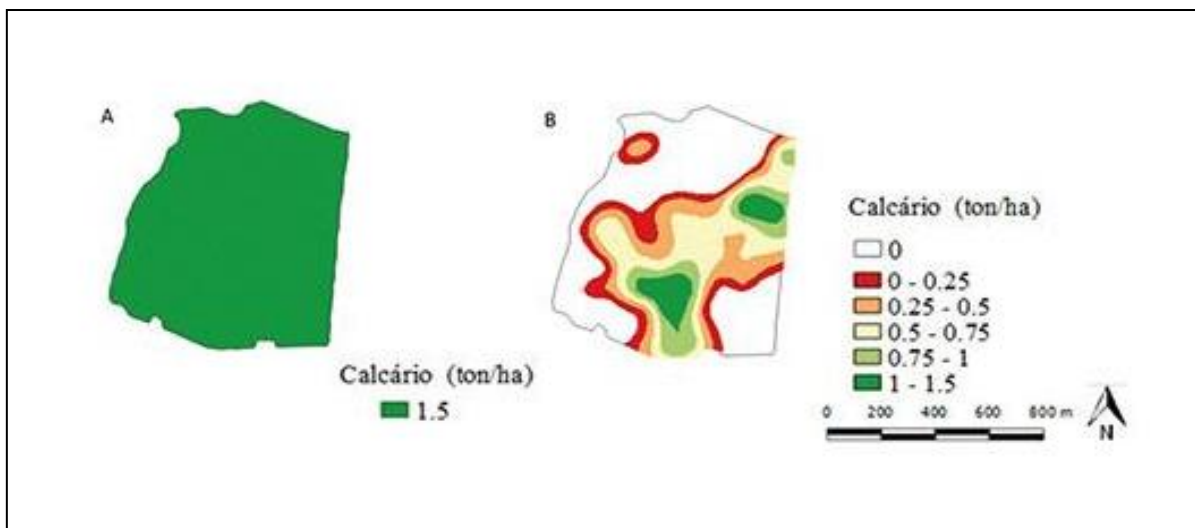 A
Calcário (ton/ha)
1.5
B
Calcário (ton/ha)
0
0 - 0.25
0.25 - 0.5
0.5 - 0.75
0.75 - 1
1 - 1.5
0 200 400 600 800 m
N